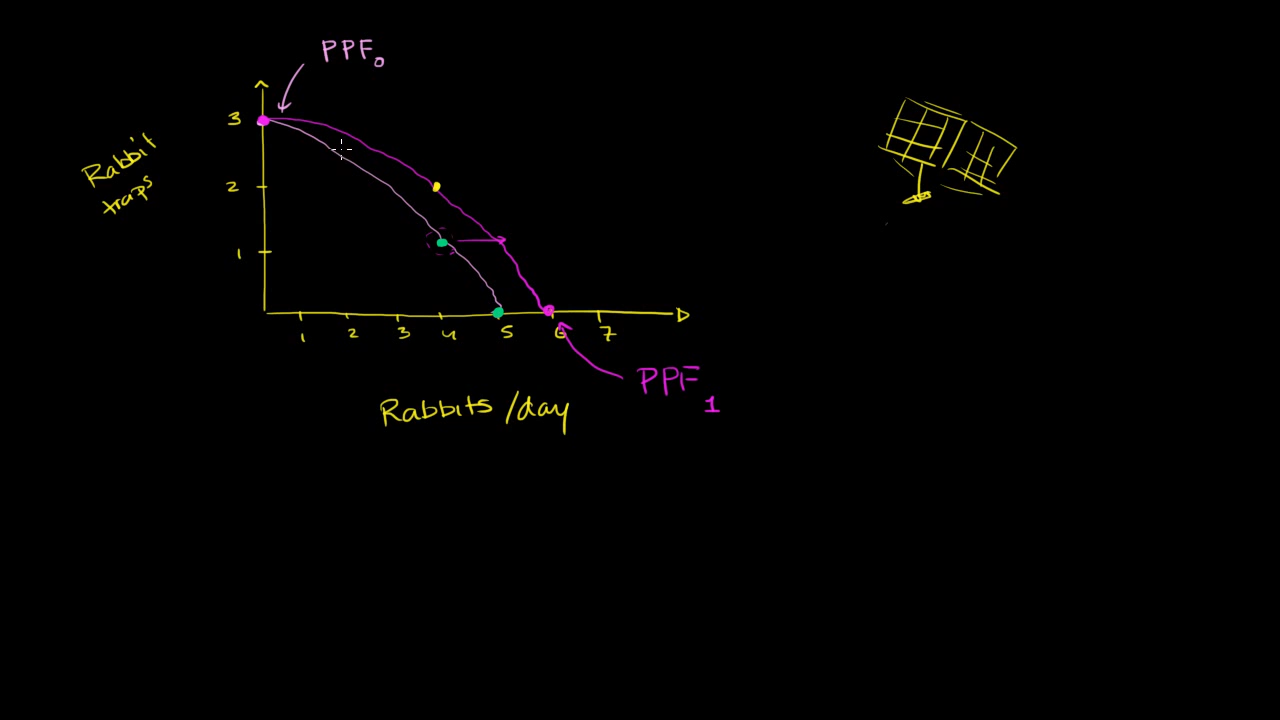 PPF₀
3
Rabbit
traps
2
1
1 2 3 4 5 6 7
PPF₁
Rabbits/day